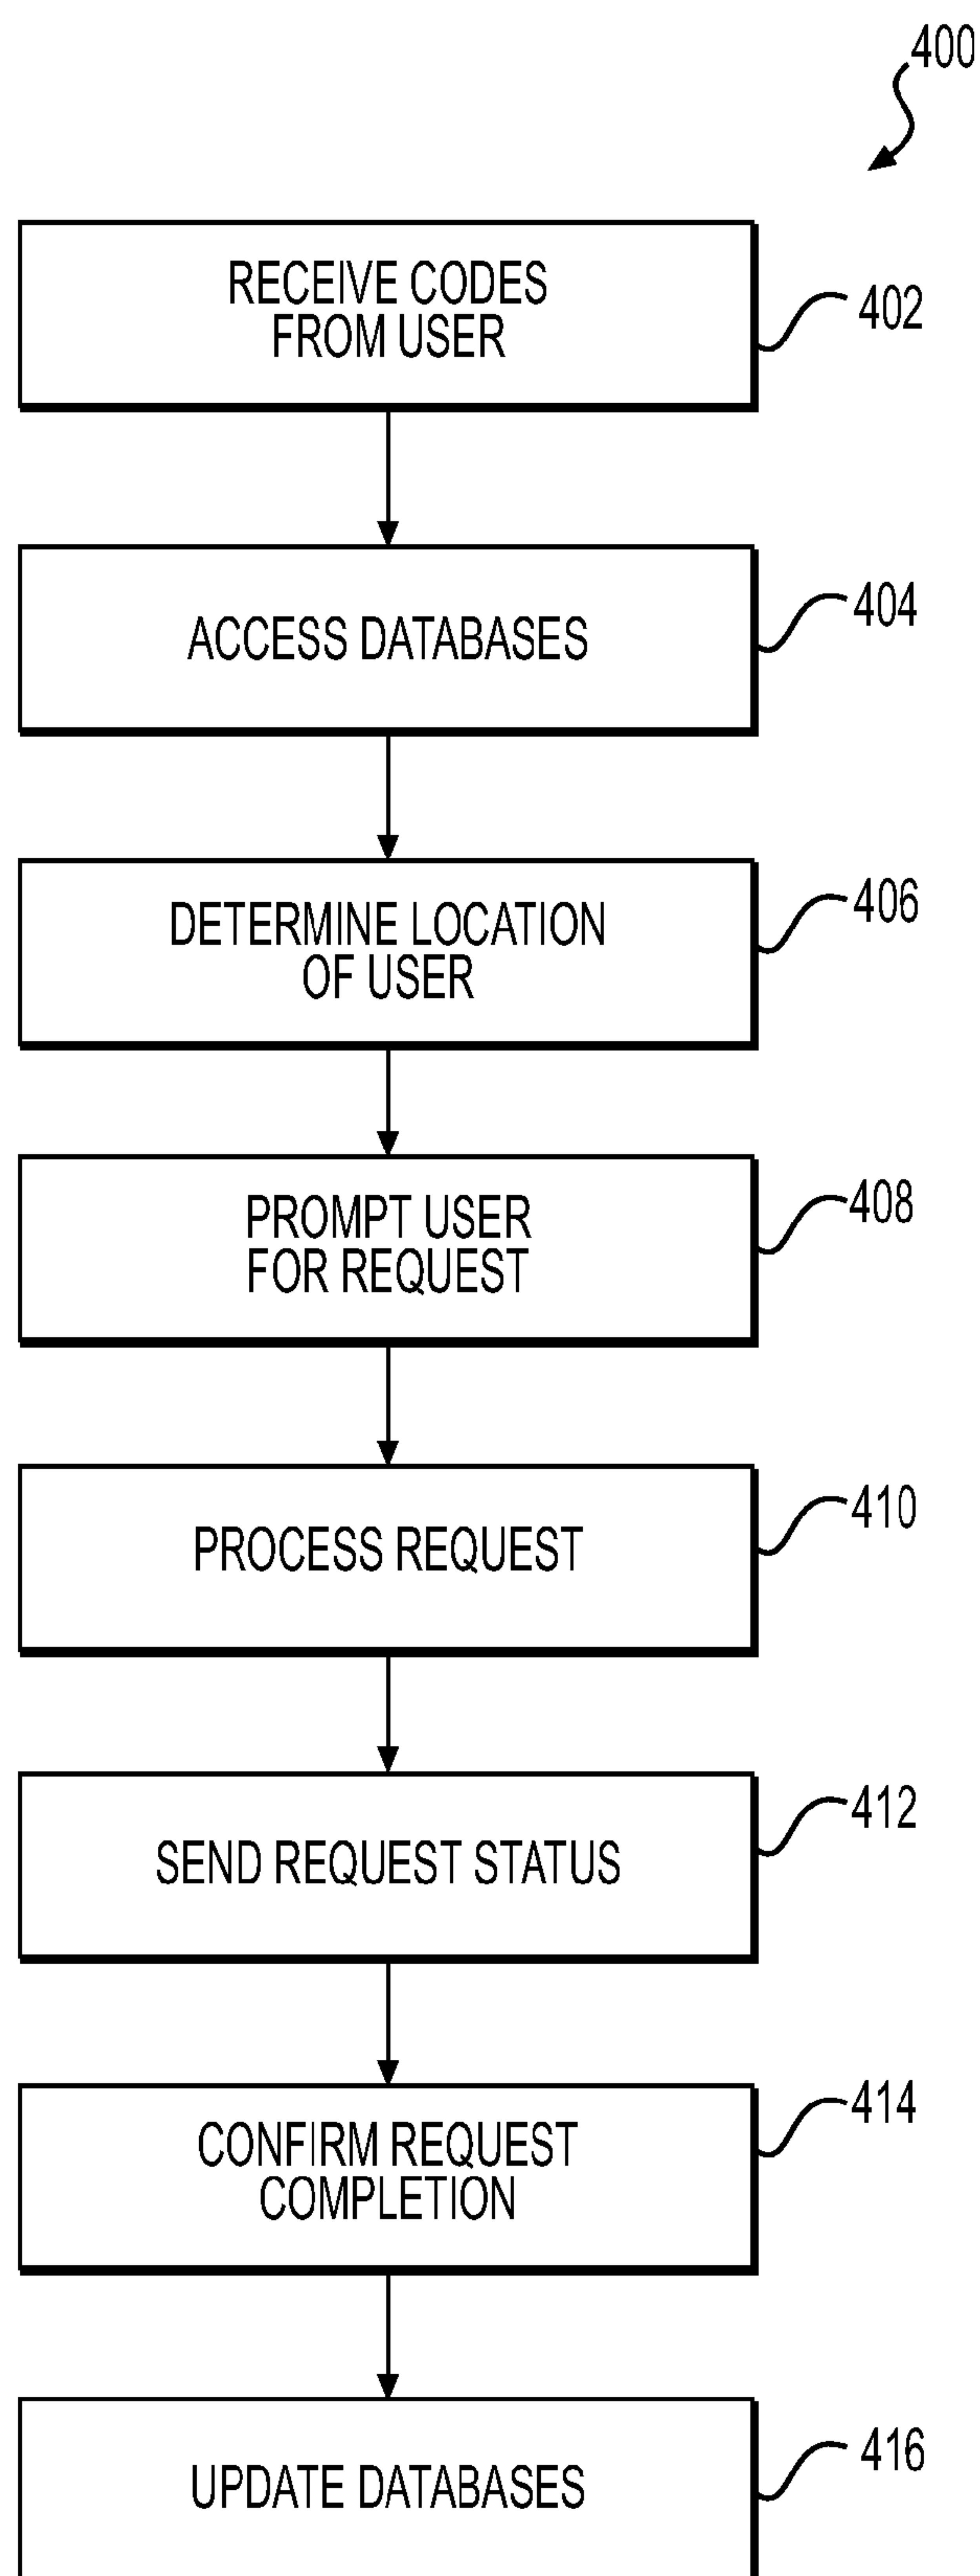 400
RECEIVE CODES
FROM USER
402
ACCESS DATABASES
404
DETERMINE LOCATION
OF USER
406
PROMPT USER
FOR REQUEST
408
PROCESS REQUEST
410
SEND REQUEST STATUS
412
CONFIRM REQUEST
COMPLETION
414
UPDATE DATABASES
416